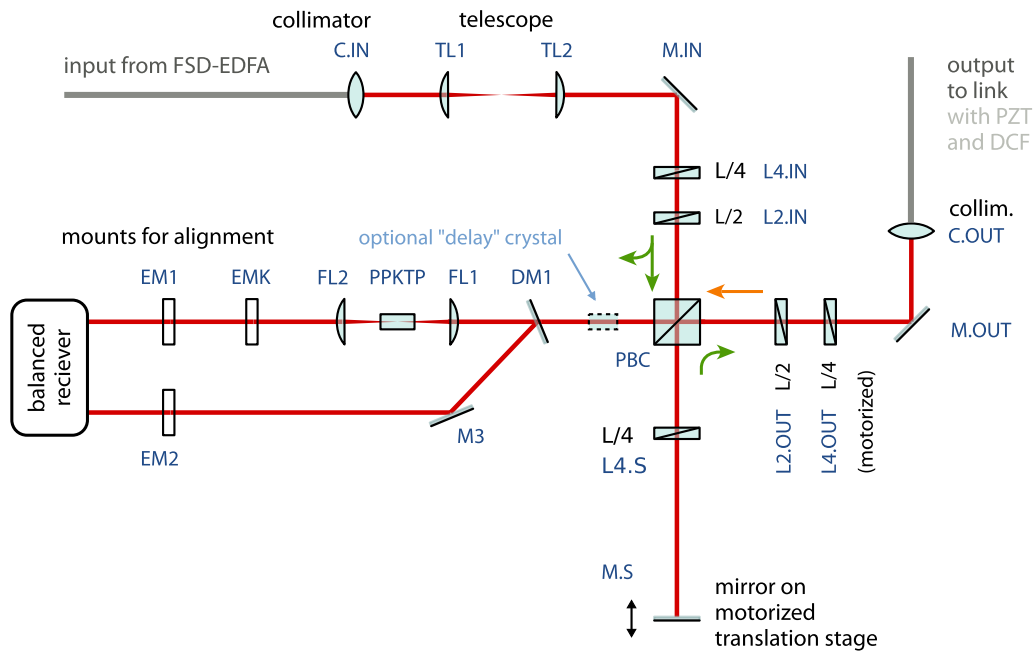 collimator
telescope
C.IN
TL1
TL2
M.IN
input from FSD-EDFA
output
to link
with PZT
and DCF
L/4
L4.IN
L/2
L2.IN
collim.
C.OUT
mounts for alignment
optional "delay" crystal
EM1
EMK
FL2
PPKTP
FL1
DM1
M.OUT
PBC
balanced
reciever
L/2
L2.OUT
L/4
L4.OUT
(motorized)
M3
L/4
L4.S
EM2
M.S
mirror on
motorized
translation stage